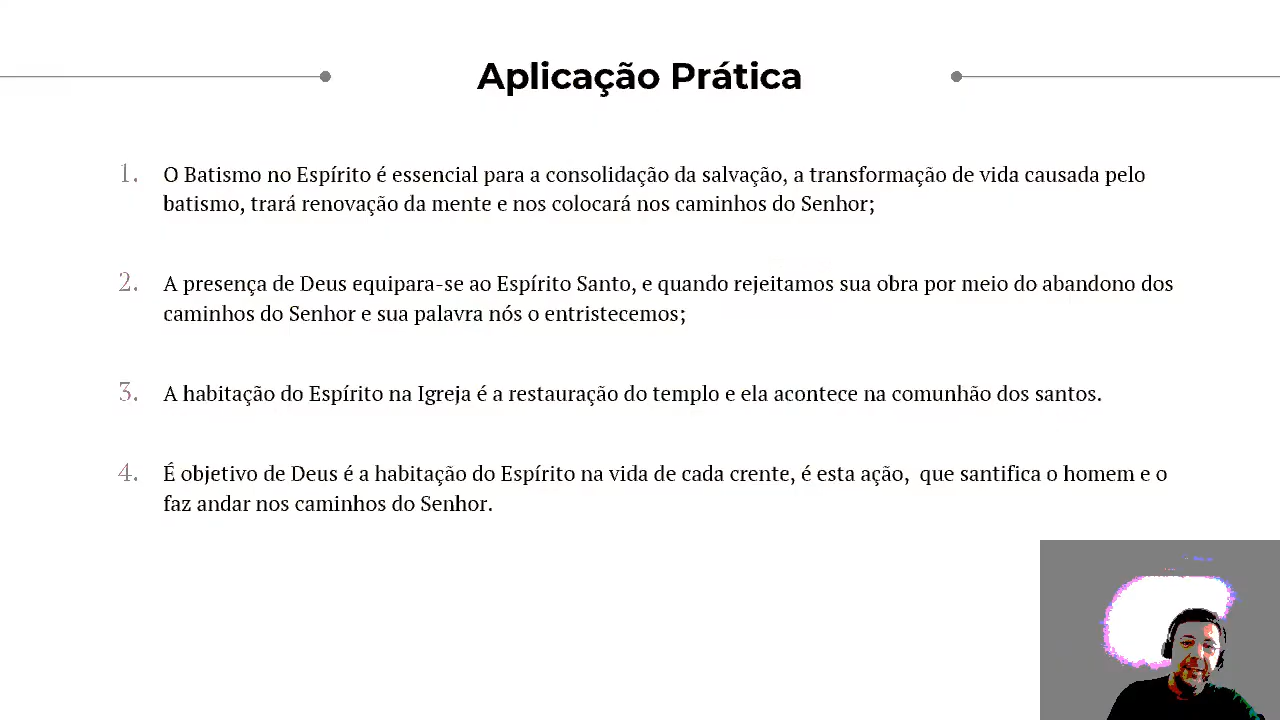 Aplicação Prática
1. O Batismo no Espírito é essencial para a consolidação da salvação, a transformação de vida causada pelo
batismo, trará renovação da mente e nos colocará nos caminhos do Senhor;
2. A presença de Deus equipara-se ao Espírito Santo, e quando rejeitamos sua obra por meio do abandono dos
caminhos do Senhor e sua palavra nós o entristecemos;
3. A habitação do Espírito na Igreja é a restauração do templo e ela acontece na comunhão dos santos.
4. É objetivo de Deus é a habitação do Espírito na vida de cada crente, é esta ação,  que santifica o homem e o
faz andar nos caminhos do Senhor.